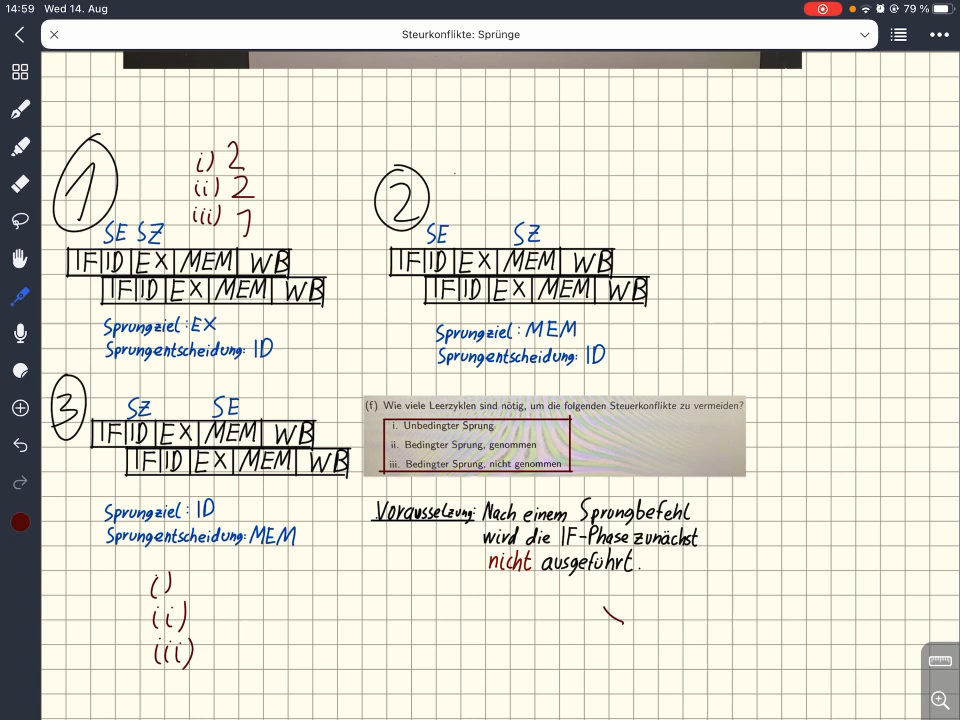 14:59 Wed 14. Aug
79 %
Steurkonflikte: Sprünge
1
i) 2
ii) 2
iii) 1
SE SZ
IF ID EX MEM WB
IF ID EX MEM WB
Sprungziel: EX
Sprungentscheidung: ID
2
SE SZ
IF ID EX MEM WB
IF ID EX MEM WB
Sprungziel: MEM
Sprungentscheidung: ID
3
SZ SE
IF ID EX MEM WB
IF ID EX MEM WB
Sprungziel: ID
Sprungentscheidung: MEM
i)
ii)
iii)
(f) Wie viele Leerzyklen sind nötig, um die folgenden Steuerkonflikte zu vermeiden?
i. Unbedingter Sprung
ii. Bedingter Sprung, genommen
iii. Bedingter Sprung, nicht genommen
Voraussetzung: Nach einem Sprungbefehl
wird die IF-Phase zunächst
nicht ausgeführt.